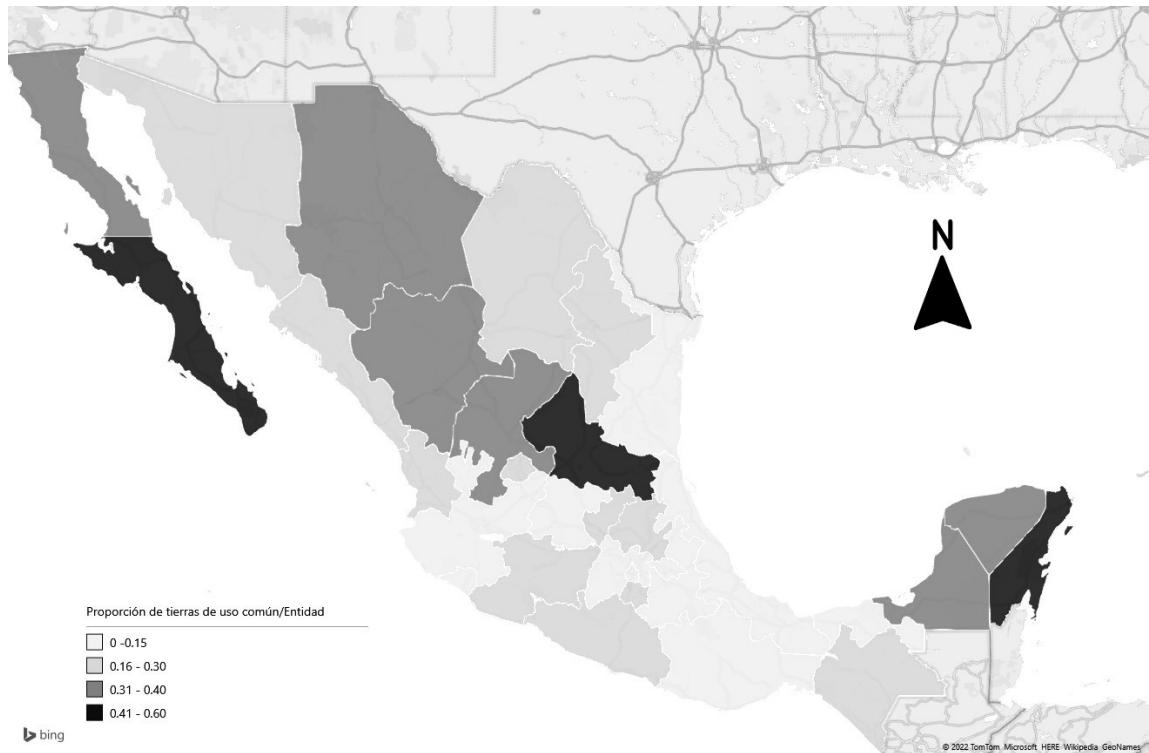 N
Proporción de tierras de uso común/Entidad
0 -0.15
0.16 - 0.30
0.31 - 0.40
0.41 - 0.60
bing
© 2022 TomTom Microsoft HERE Wikipedia GeoNames